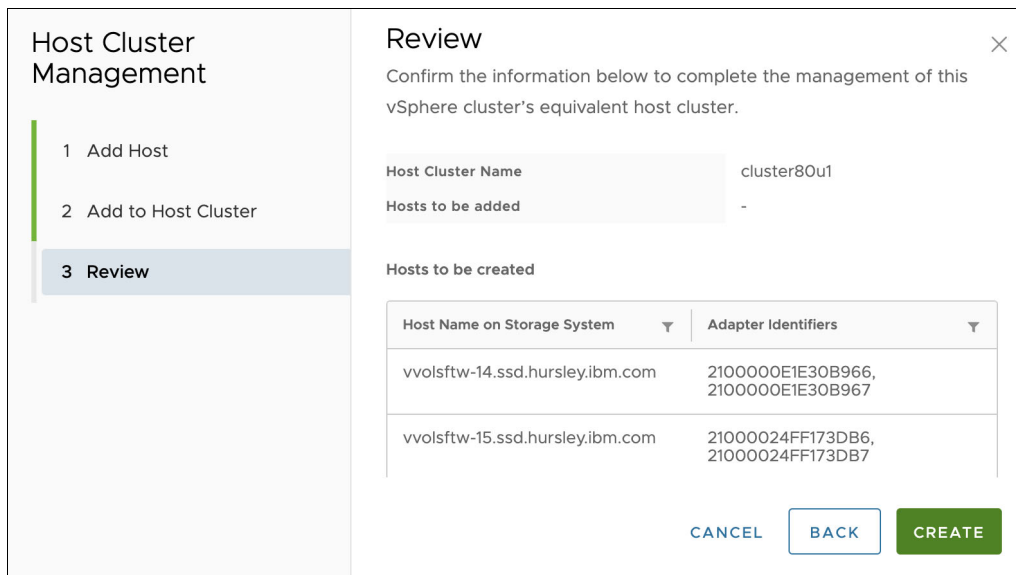 Host Cluster
Management
1 Add Host
2 Add to Host Cluster
3 Review
Review
Confirm the information below to complete the management of this
vSphere cluster's equivalent host cluster.
Host Cluster Name cluster80u1
Hosts to be added -
Hosts to be created
Host Name on Storage System Adapter Identifiers
vvolsftw-14.ssd.hursley.ibm.com 2100000E1E30B966,
2100000E1E30B967
vvolsftw-15.ssd.hursley.ibm.com 21000024FF173DB6,
21000024FF173DB7
CANCEL BACK CREATE